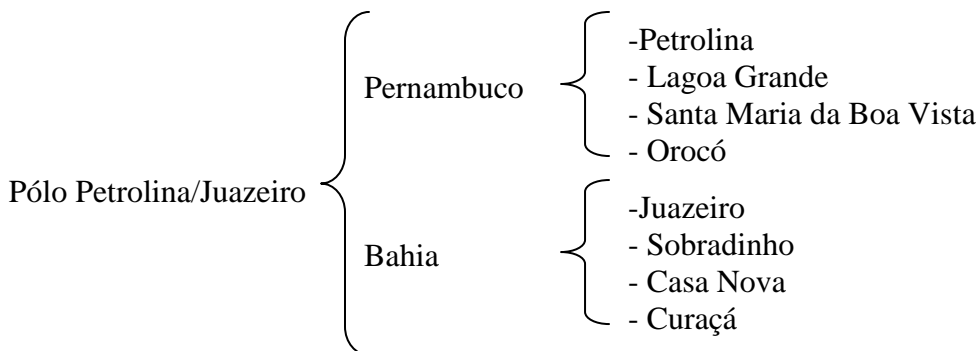 -Petrolina
Pernambuco
- Lagoa Grande
- Santa Maria da Boa Vista
- Orocó
Pólo Petrolina/Juazeiro
-Juazeiro
Bahia
- Sobradinho
- Casa Nova
- Curaçá